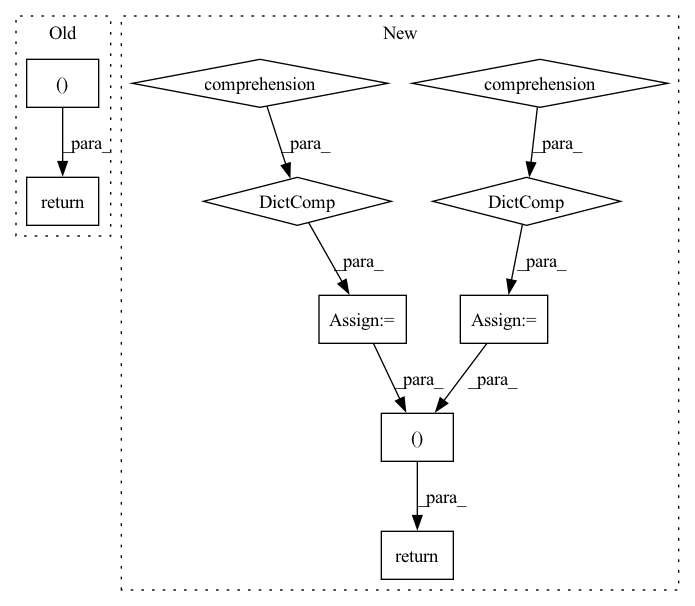 Old
New
()
comprehension
comprehension
_para_
_para_
_para_
return
DictComp
DictComp
_para_
_para_
Assign:=
Assign:=
_para_
_para_
()
_para_
return